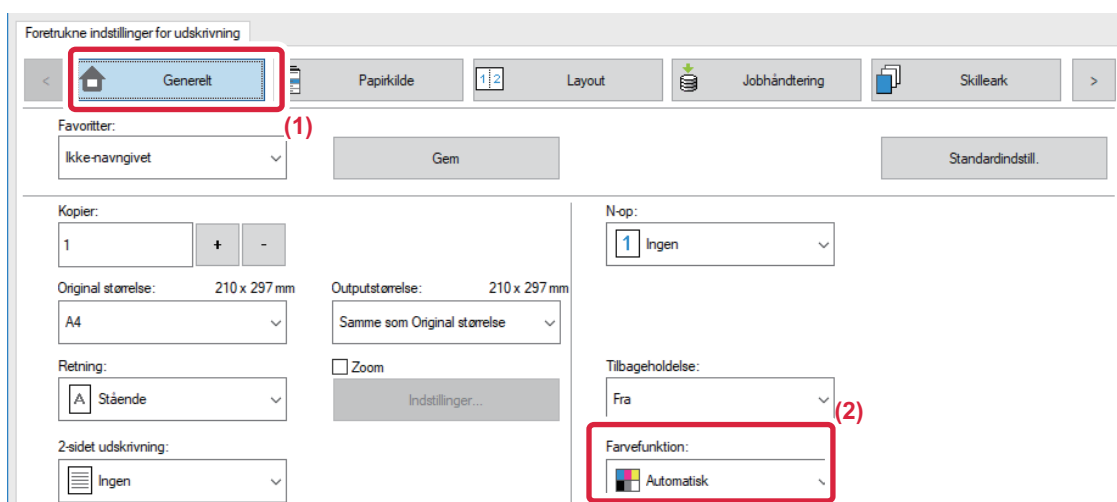 Foretrukne indstillinger for udskrivning
< Generelt Papirkilde 1 2 Layout Jobhåndtering Skilleark >
(1)
Favoritter:
Ikke-navngivet Gem Standardindstill.
Kopier: N-op:
1 + - 1 Ingen
Original størrelse: 210 x 297 mm Outputstørrelse: 210 x 297 mm
A4 Samme som Original størrelse
Retning: Zoom Tilbageholdelse:
A Stående Indstillinger... Fra
(2)
2-sidet udskrivning: Farvefunktion:
Ingen Automatisk